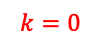 k = 0